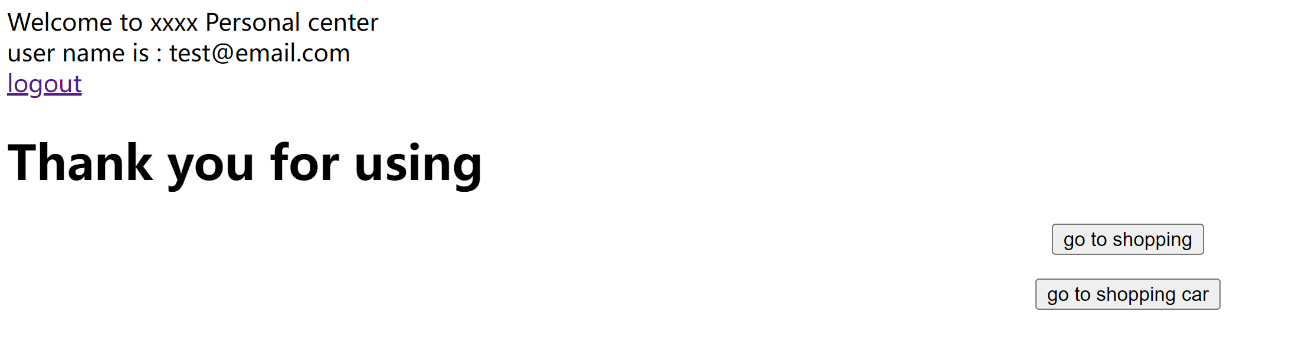 Welcome to xxxx Personal center
user name is : test@email.com
logout
Thank you for using
go to shopping
go to shopping car